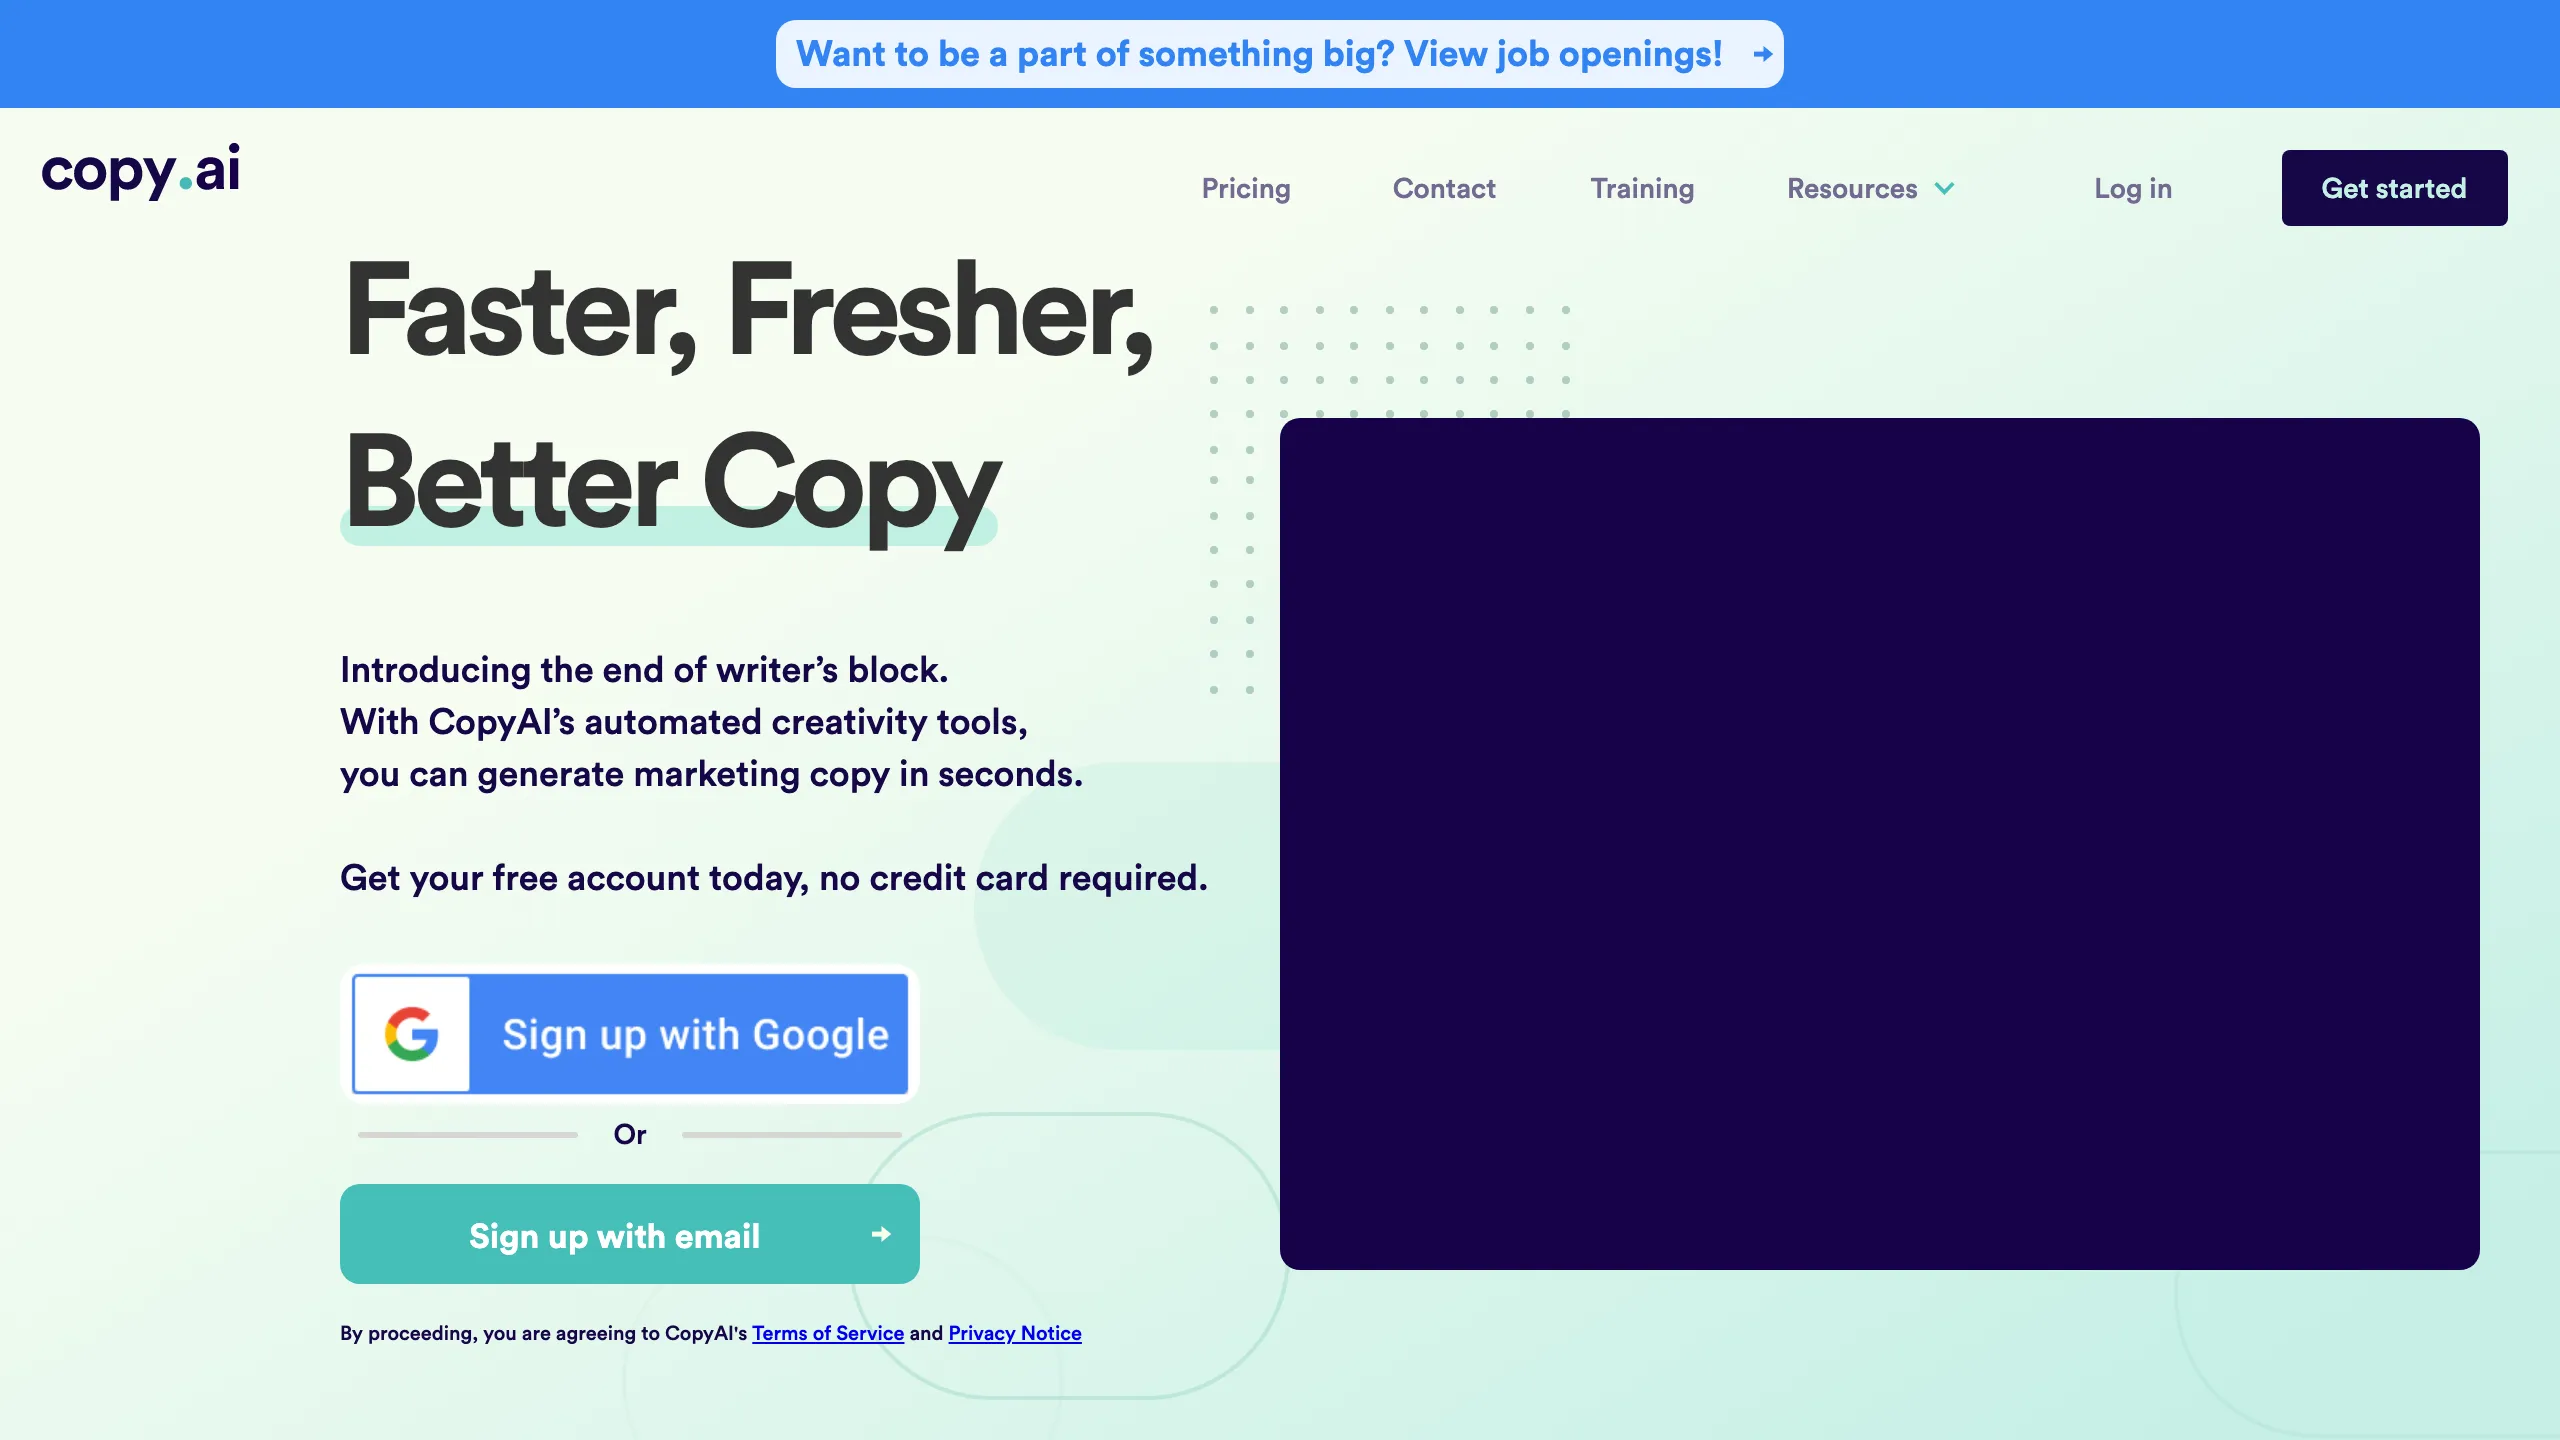 Want to be a part of something big? View job openings!
copy.ai
Pricing
Contact
Training
Resources
Log in
Get started
Faster, Fresher,
Better Copy
Introducing the end of writer’s block.
With CopyAI’s automated creativity tools,
you can generate marketing copy in seconds.
Get your free account today, no credit card required.
Sign up with Google
Or
Sign up with email
By proceeding, you are agreeing to CopyAI's Terms of Service and Privacy Notice